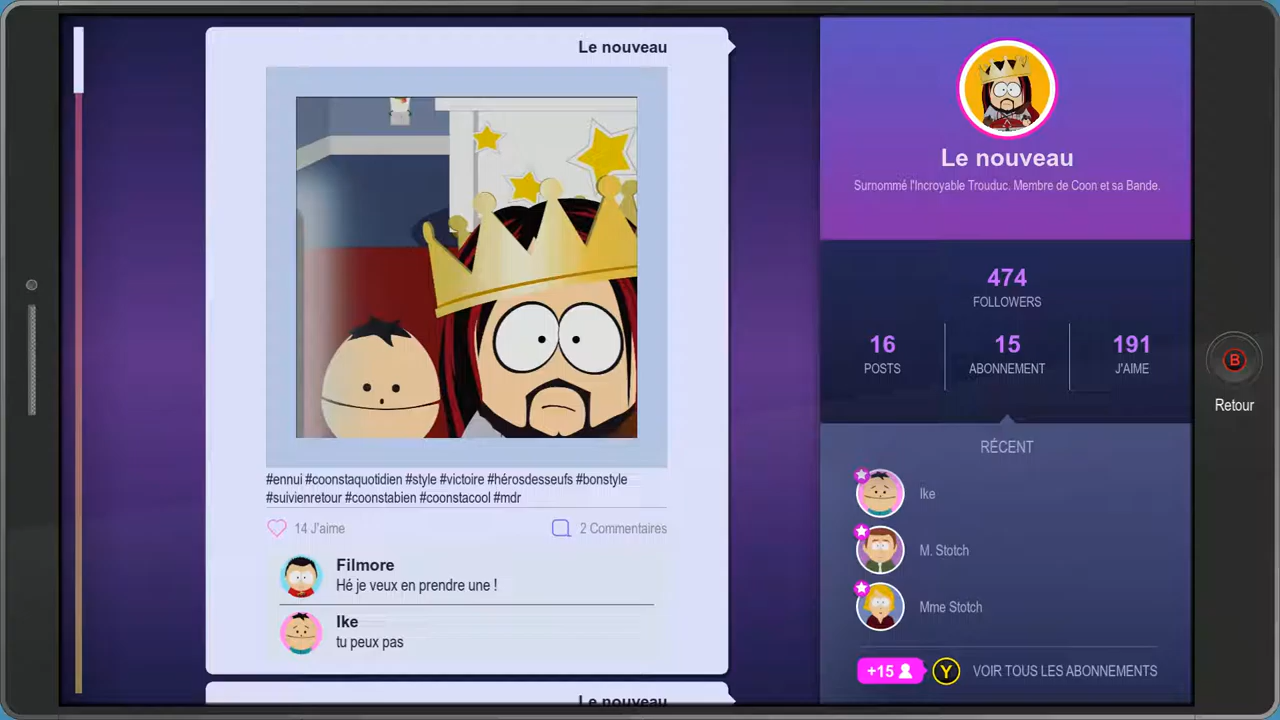 Le nouveau
#ennui #coonstaquotidien #style #victoire #hérosdesseufs #bonstyle
#suivienretour #coonstabien #coonstacool #mdr
14 J'aime
2 Commentaires
Filmore
Hé je veux en prendre une !
Ike
tu peux pas
Le nouveau
Le nouveau
Surnommé l'Incroyable Trouduc. Membre de Coon et sa Bande.
474
FOLLOWERS
16
POSTS
15
ABONNEMENT
191
J'AIME
RÉCENT
Ike
M. Stotch
Mme Stotch
+15
Y
VOIR TOUS LES ABONNEMENTS
B
Retour